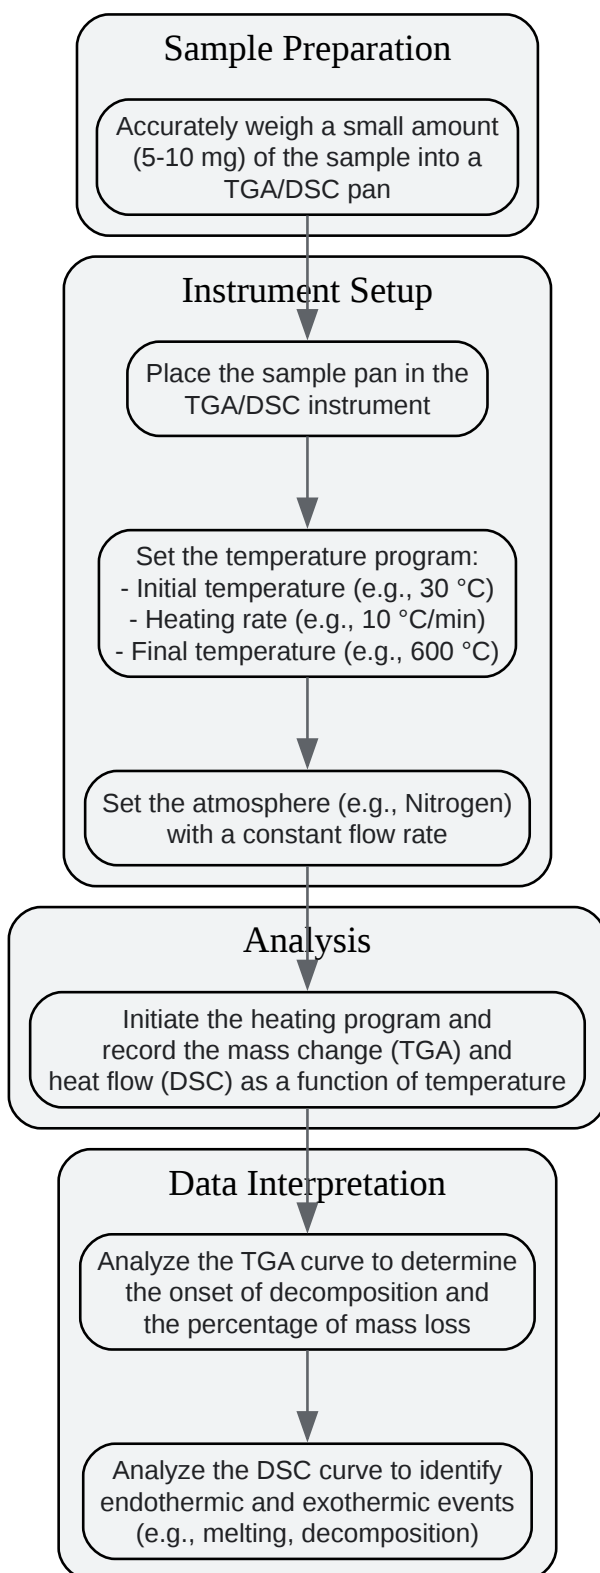 Sample Preparation
Accurately weigh a small amount
(5-10 mg) of the sample into a
TGA/DSC pan
Instrument Setup
Place the sample pan in the
TGA/DSC instrument
Set the temperature program:
- Initial temperature (e.g., 30 °C)
- Heating rate (e.g., 10 °C/min)
- Final temperature (e.g., 600 °C)
Set the atmosphere (e.g., Nitrogen)
with a constant flow rate
Analysis
Initiate the heating program and
record the mass change (TGA) and
heat flow (DSC) as a function of temperature
Data Interpretation
Analyze the TGA curve to determine
the onset of decomposition and
the percentage of mass loss
Analyze the DSC curve to identify
endothermic and exothermic events
(e.g., melting, decomposition)